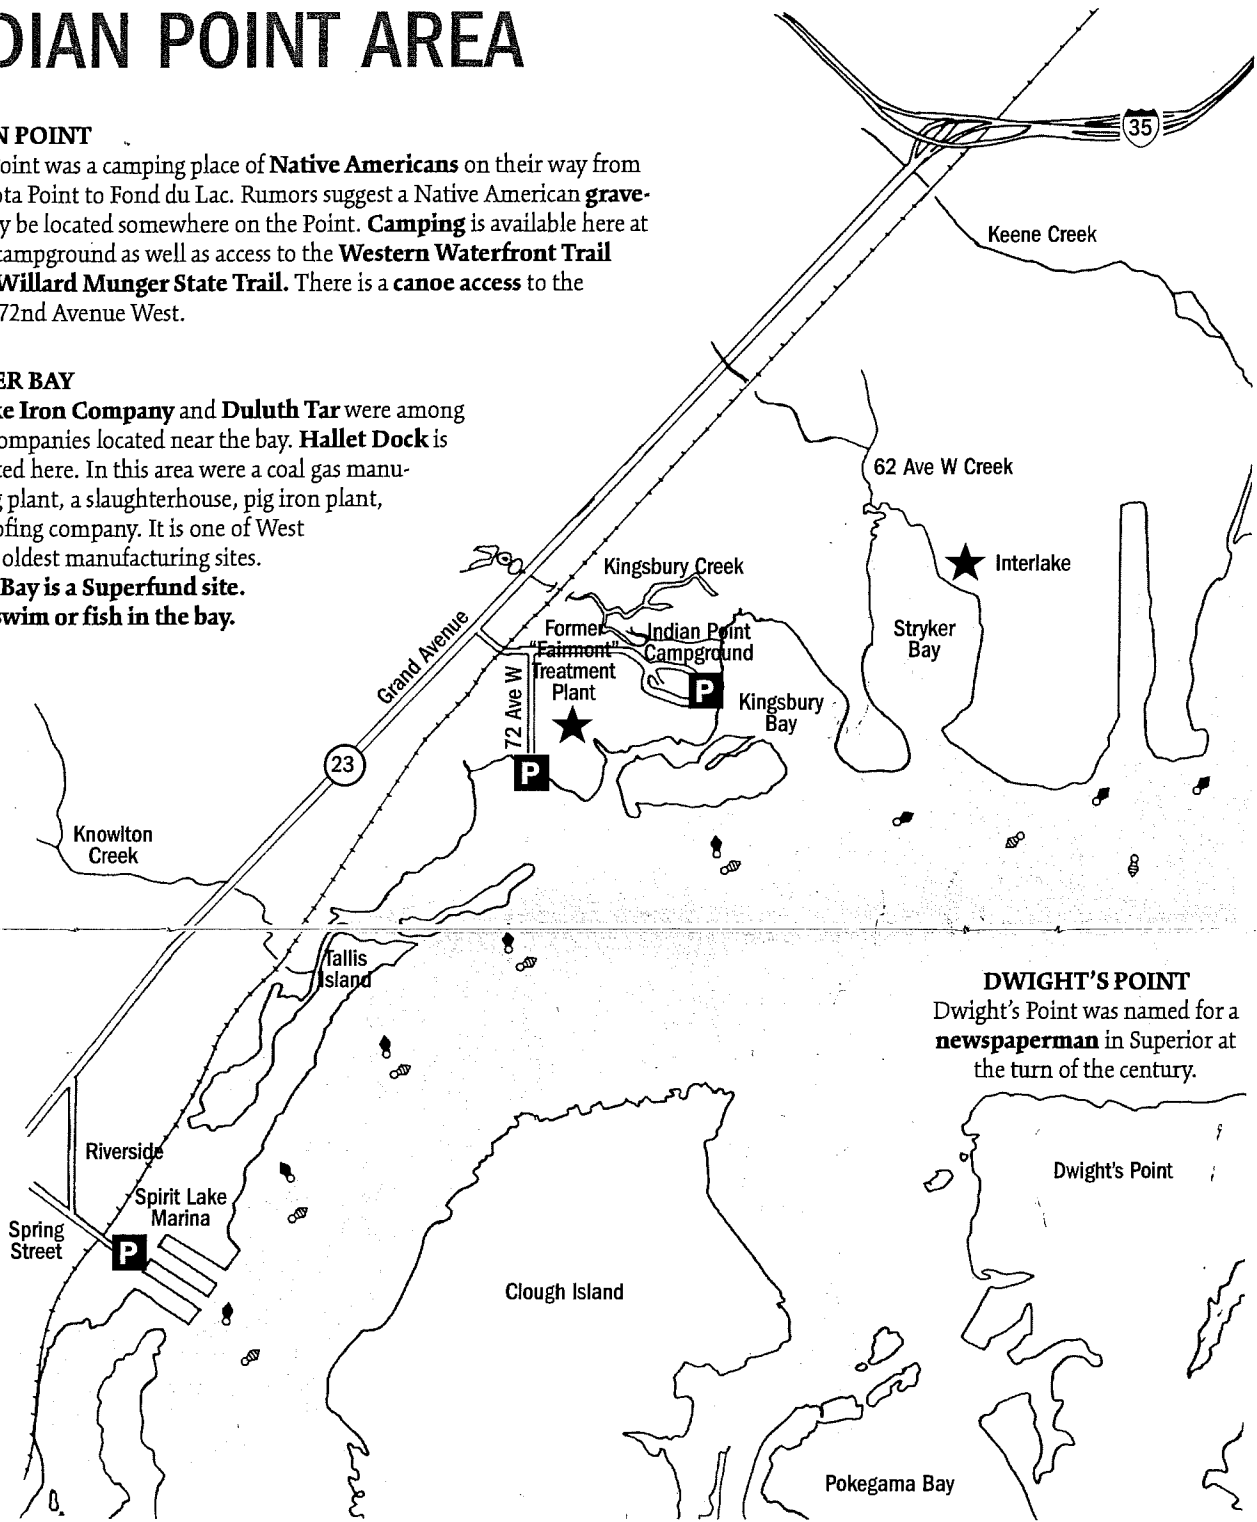 DIAN POINT AREA
N POINT
oint was a camping place of Native Americans on their way from
ota Point to Fond du Lac. Rumors suggest a Native American grave-
y be located somewhere on the Point. Camping is available here at
campground as well as access to the Western Waterfront Trail
Willard Munger State Trail. There is a canoe access to the
72nd Avenue West.
ER BAY
ke Iron Company and Duluth Tar were among
ompanies located near the bay. Hallet Dock is
ted here. In this area were a coal gas manu-
g plant, a slaughterhouse, pig iron plant,
ofing company. It is one of West
oldest manufacturing sites.
Bay is a Superfund site.
swim or fish in the bay.
35
Keene Creek
62 Ave W Creek
Interlake
Kingsbury Creek
Stryker
Bay
Former
"Fairmont"
Treatment
Plant
Indian Point
Campground
P
Kingsbury
Bay
Grand Avenue
72 Ave W
P
23
Knowlton
Creek
Tallis
Island
DWIGHT'S POINT
Dwight's Point was named for a
newspaperman in Superior at
the turn of the century.
Riverside
Dwight's Point
Spirit Lake
Marina
Spring
Street
P
Clough Island
Pokegama Bay